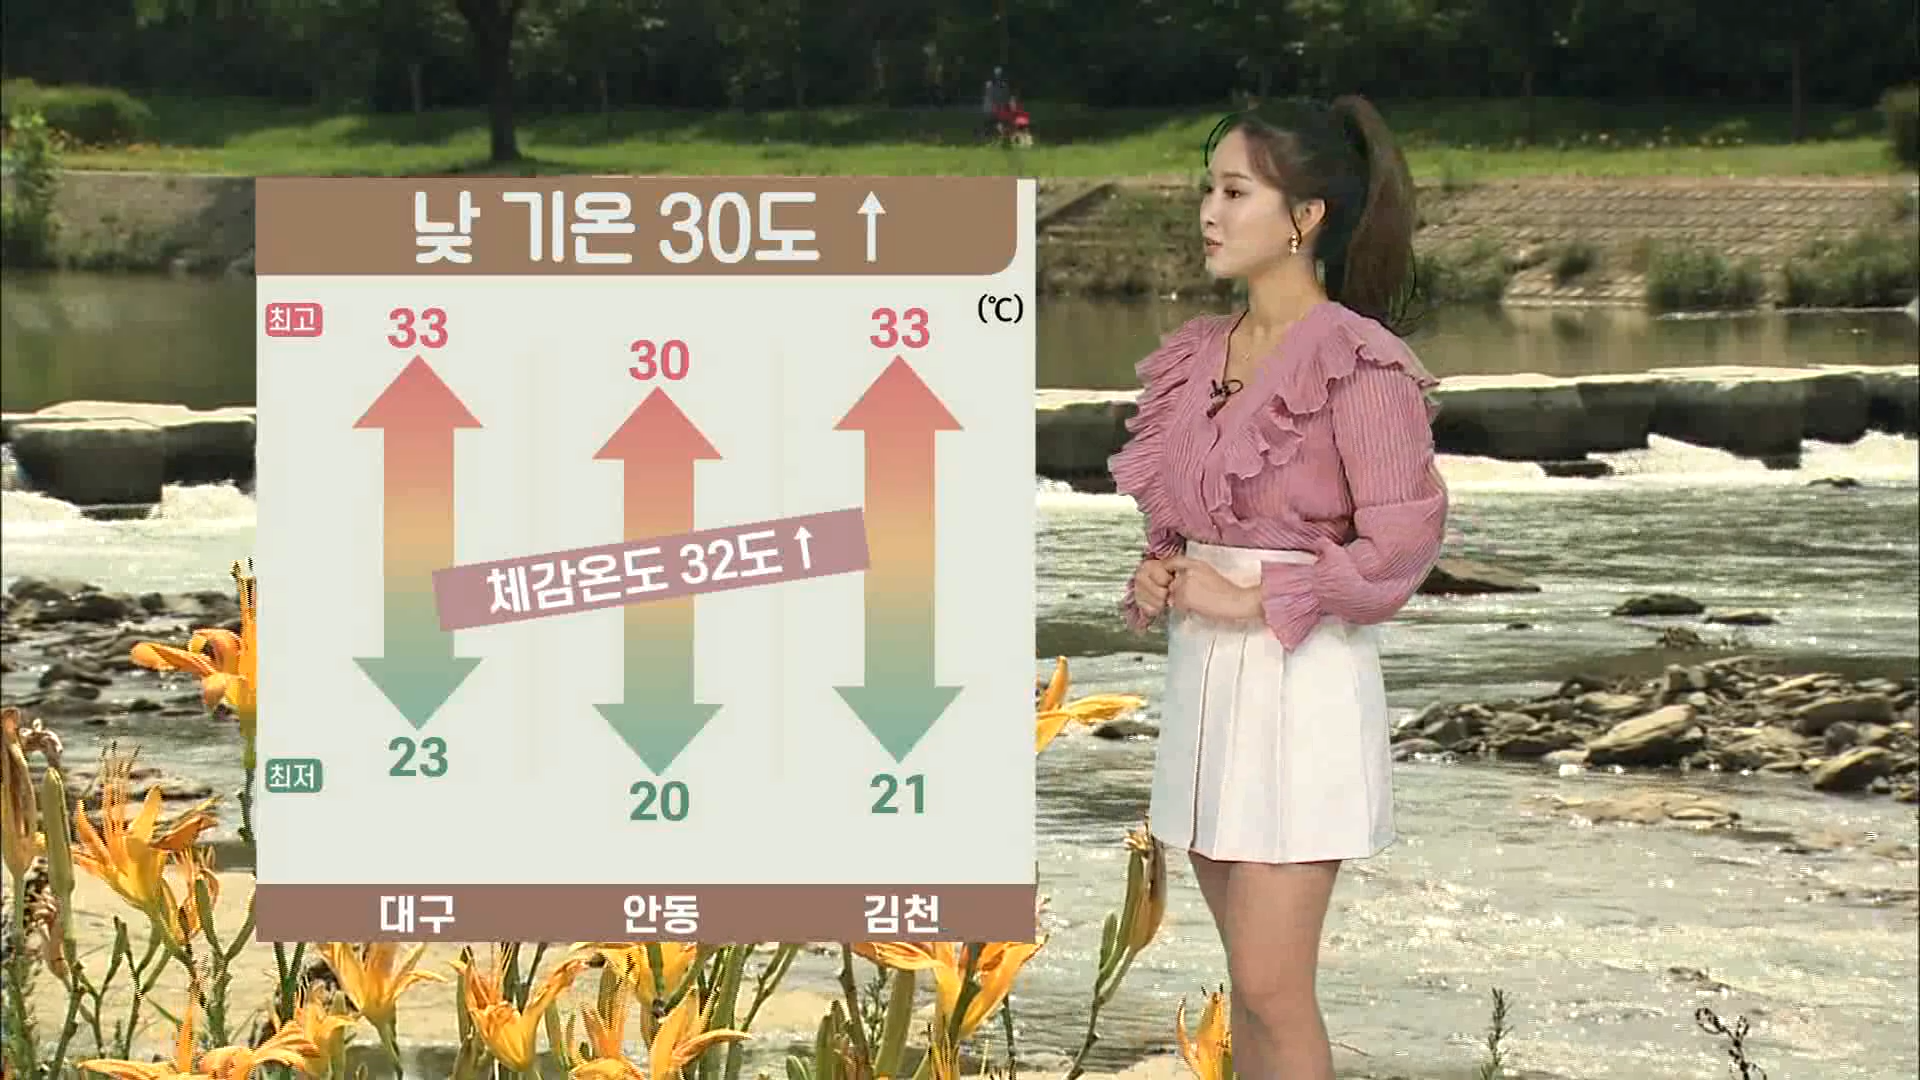 낮 기온 30도 ↑
(℃)
최고
33
30
33
체감온도 32도 ↑
최저
23
20
21
대구
안동
김천